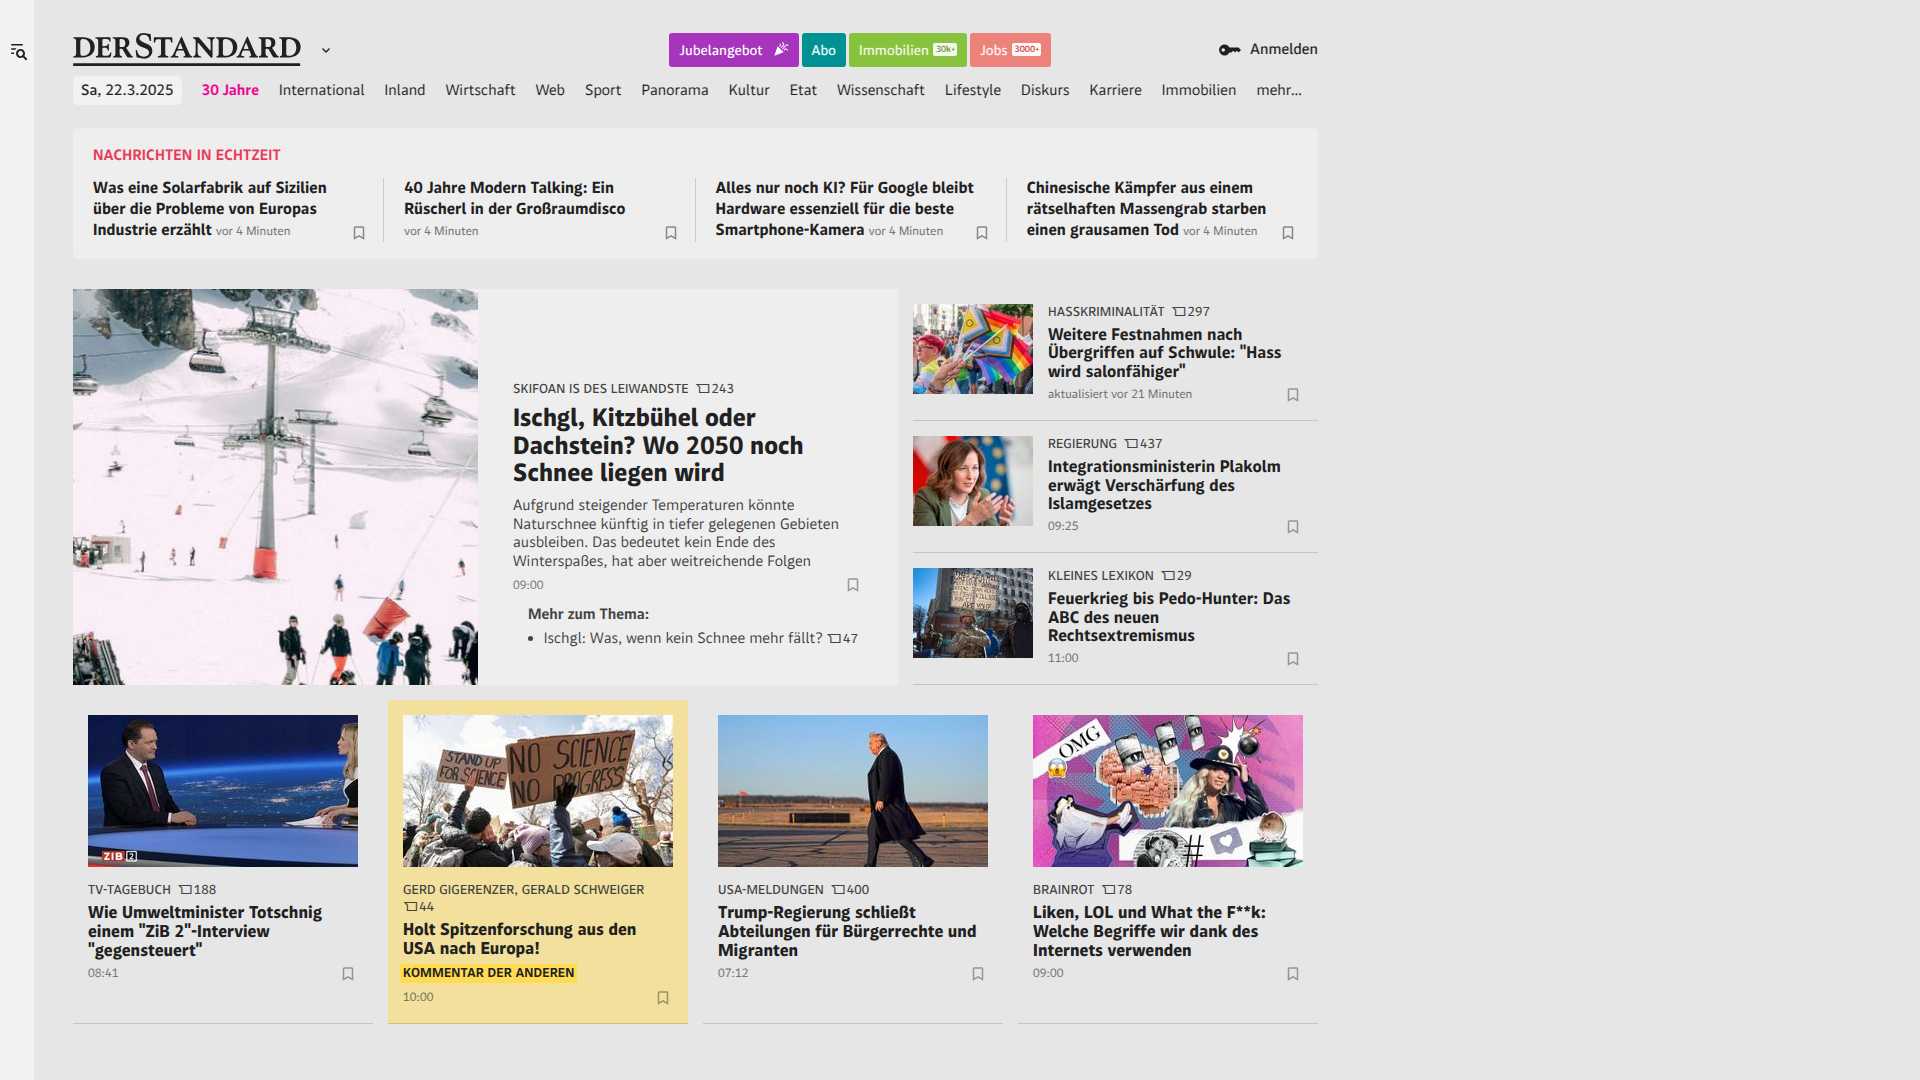 DERSTANDARD
Jubelangebot
Abo
Immobilien 30k+
Jobs 3000+
Anmelden
Sa, 22.3.2025 30 Jahre International Inland Wirtschaft Web Sport Panorama Kultur Etat Wissenschaft Lifestyle Diskurs Karriere Immobilien mehr...
NACHRICHTEN IN ECHTZEIT
Was eine Solarfabrik auf Sizilien
über die Probleme von Europas
Industrie erzählt vor 4 Minuten
40 Jahre Modern Talking: Ein
Rüscherl in der Großraumdisco
vor 4 Minuten
Alles nur noch KI? Für Google bleibt
Hardware essenziell für die beste
Smartphone-Kamera vor 4 Minuten
Chinesische Kämpfer aus einem
rätselhaften Massengrab starben
einen grausamen Tod vor 4 Minuten
SKIFOAN IS DES LEIWANDSTE 243
Ischgl, Kitzbühel oder
Dachstein? Wo 2050 noch
Schnee liegen wird
Aufgrund steigender Temperaturen könnte
Naturschnee künftig in tiefer gelegenen Gebieten
ausbleiben. Das bedeutet kein Ende des
Winterspaßes, hat aber weitreichende Folgen
09:00
Mehr zum Thema:
• Ischgl: Was, wenn kein Schnee mehr fällt? 47
HASSKRIMINALITÄT 297
Weitere Festnahmen nach
Übergriffen auf Schwule: "Hass
wird salonfähiger"
aktualisiert vor 21 Minuten
REGIERUNG 437
Integrationsministerin Plakolm
erwägt Verschärfung des
Islamgesetzes
09:25
KLEINES LEXIKON 29
Feuerkrieg bis Pedo-Hunter: Das
ABC des neuen
Rechtsextremismus
11:00
ZIB 2
TV-TAGEBUCH 188
Wie Umweltminister Totschnig
einem "ZiB 2"-Interview
"gegensteuert"
08:41
STAND UP
FOR SCIENCE
NO SCIENCE
NO PROGRESS
GERD GIGERENZER, GERALD SCHWEIGER
44
Holt Spitzenforschung aus den
USA nach Europa!
KOMMENTAR DER ANDEREN
10:00
USA-MELDUNGEN 400
Trump-Regierung schließt
Abteilungen für Bürgerrechte und
Migranten
07:12
OMG
#
BRAINROT 78
Liken, LOL und What the F**k:
Welche Begriffe wir dank des
Internets verwenden
09:00